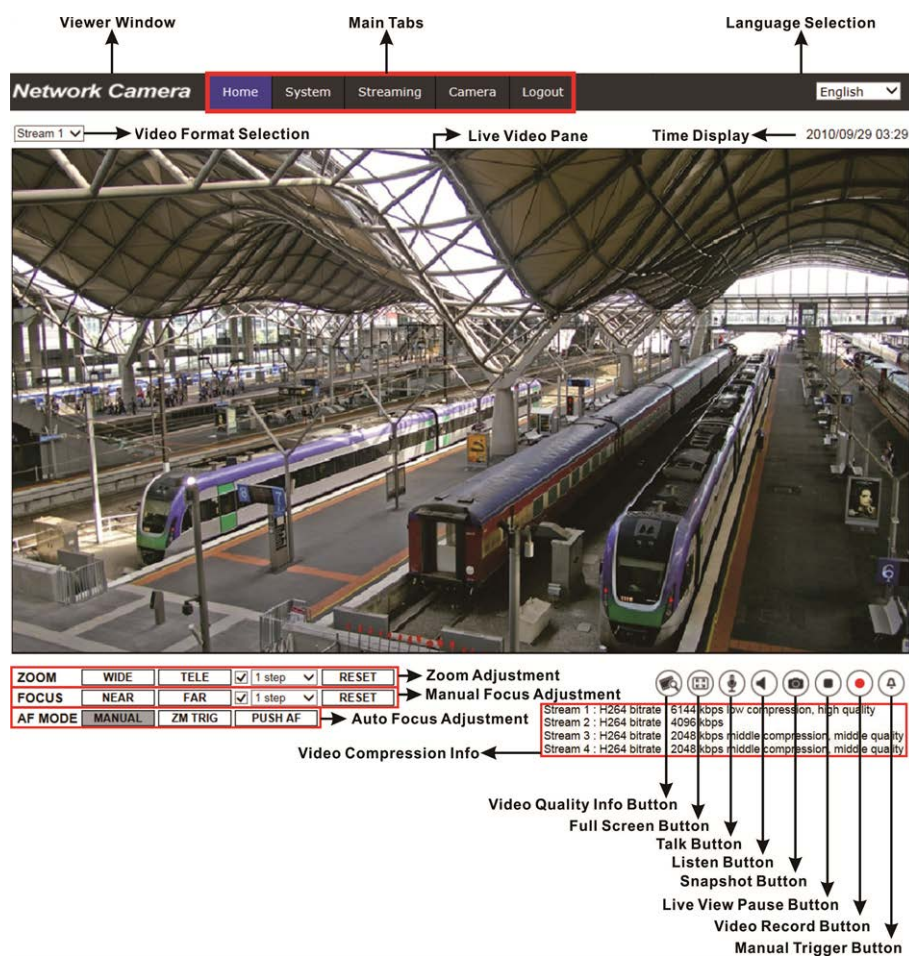 Viewer Window
Main Tabs
Language Selection
Network Camera
Home
System
Streaming
Camera
Logout
English
Stream 1
Video Format Selection
Live Video Pane
Time Display
2010/09/29 03:29
8
7
6
ZOOM
WIDE
TELE
1 step
RESET
Zoom Adjustment
FOCUS
NEAR
FAR
1 step
RESET
Manual Focus Adjustment
AF MODE
MANUAL
ZM TRIG
PUSH AF
Auto Focus Adjustment
Stream 1 : H264 bitrate 6144 kbps low compression, high quality
Stream 2 : H264 bitrate 4096 kbps
Stream 3 : H264 bitrate 2048 kbps middle compression, middle quality
Stream 4 : H264 bitrate 2048 kbps middle compression, middle quality
Video Compression Info
Video Quality Info Button
Full Screen Button
Talk Button
Listen Button
Snapshot Button
Live View Pause Button
Video Record Button
Manual Trigger Button